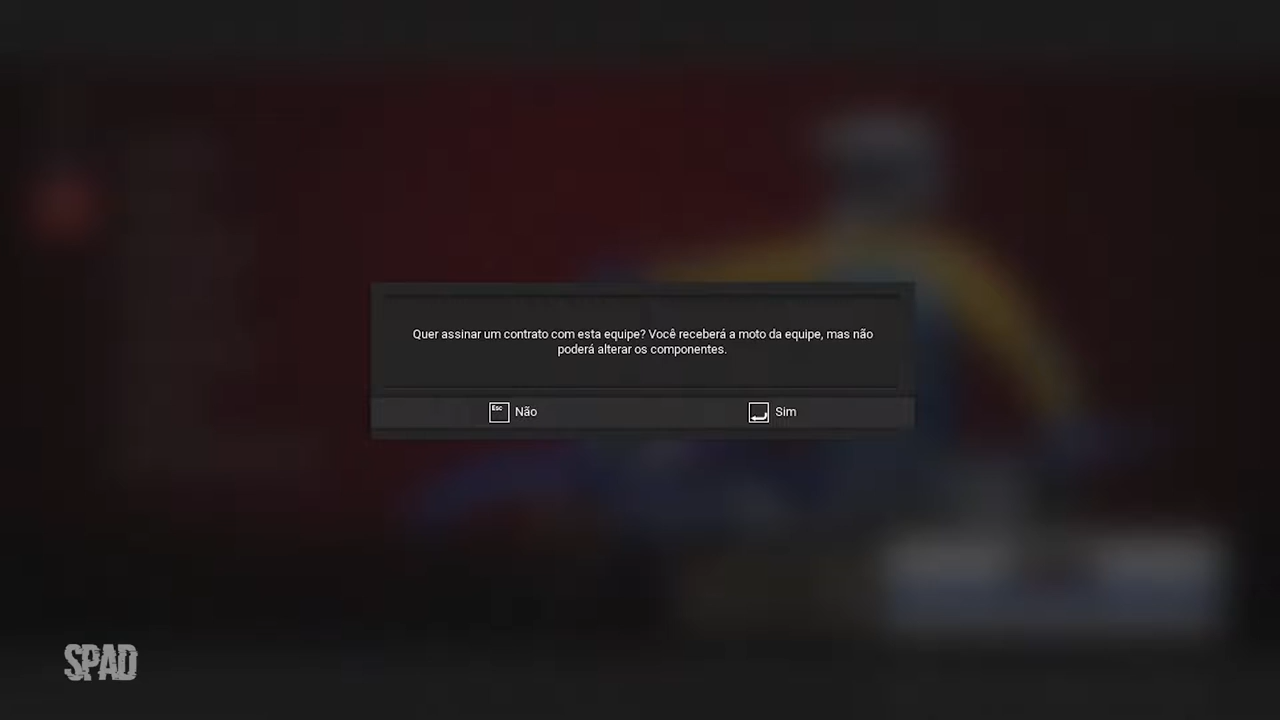 Quer assinar um contrato com esta equipe? Você receberá a moto da equipe, mas não
poderá alterar os componentes.
Esc Não
Sim
SPAD